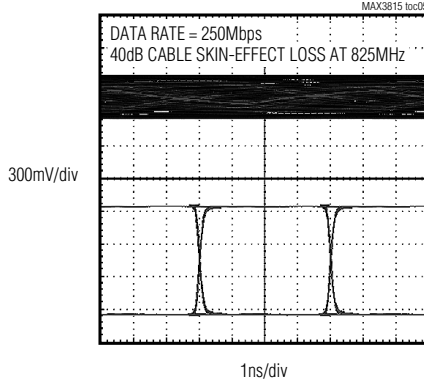 MAX3815 toc05
DATA RATE = 250Mbps
40dB CABLE SKIN-EFFECT LOSS AT 825MHz
300mV/div
1ns/div